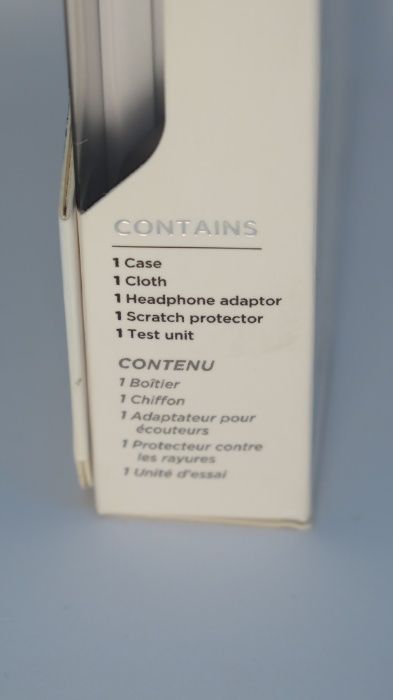 CONTAINS
1 Case
1 Cloth
1 Headphone adaptor
1 Scratch protector
1 Test unit
CONTENU
1 Boîtier
1 Chiffon
1 Adaptateur pour
écouteurs
1 Protecteur contre
les rayures
1 Unité d'essai